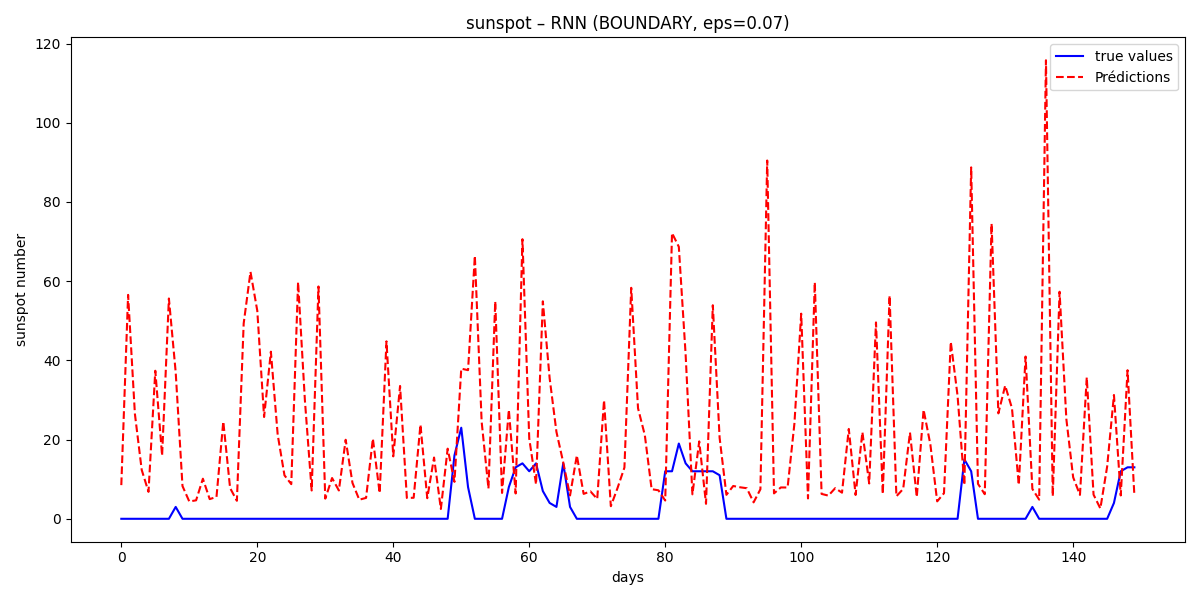 sunspot – RNN (BOUNDARY, eps=0.07)
true values
Prédictions
sunspot number
120
100
80
60
40
20
0
0 20 40 60 80 100 120 140
days